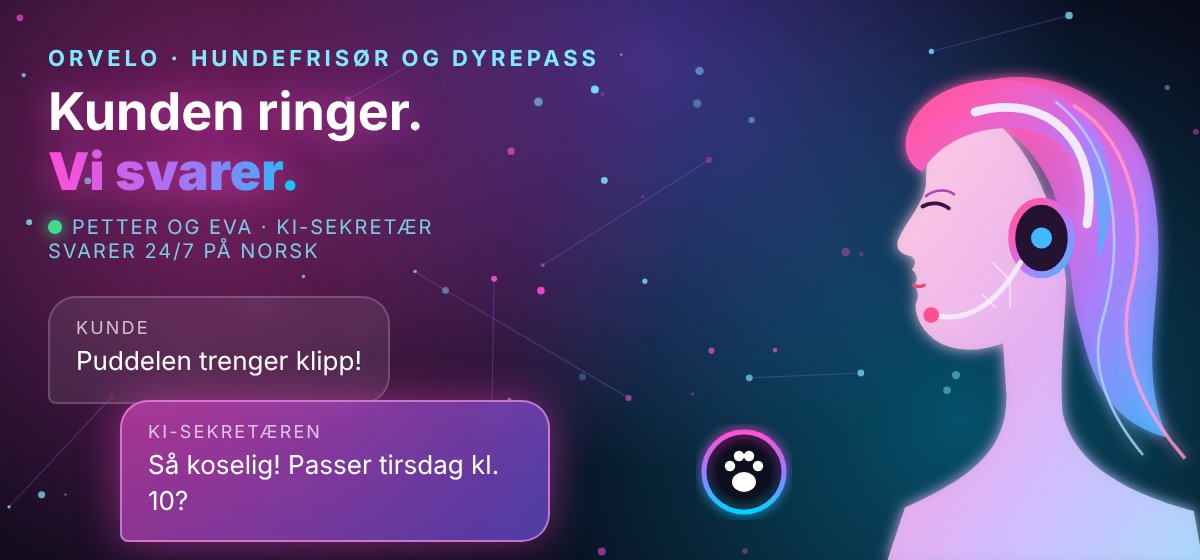 ORVELO · HUNDEFRISØR OG DYREPASS
Kunden ringer.
Vi svarer.
PETTER OG EVA · KI-SEKRETÆR
SVARER 24/7 PÅ NORSK
KUNDE
Puddelen trenger klipp!
KI-SEKRETÆREN
Så koselig! Passer tirsdag kl.
10?